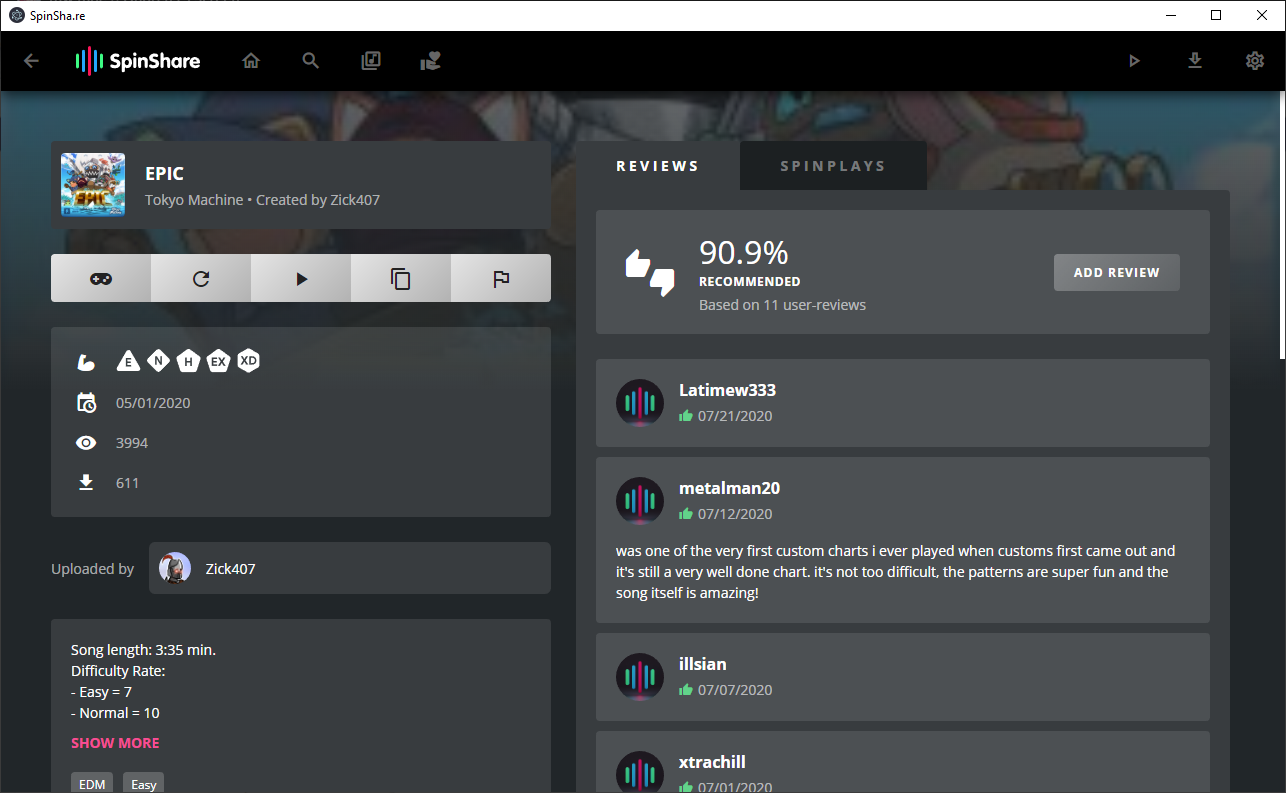 SpinSha.re
SpinShare
EPIC
Tokyo Machine • Created by Zick407
E N H EX XD
05/01/2020
3994
611
Uploaded by Zick407
Song length: 3:35 min.
Difficulty Rate:
- Easy = 7
- Normal = 10
SHOW MORE
EDM Easy
REVIEWS SPINPLAYS
90.9%
RECOMMENDED
Based on 11 user-reviews
ADD REVIEW
Latimew333
07/21/2020
metalman20
07/12/2020
was one of the very first custom charts i ever played when customs first came out and
it's still a very well done chart. it's not too difficult, the patterns are super fun and the
song itself is amazing!
illsian
07/07/2020
xtrachill
07/01/2020